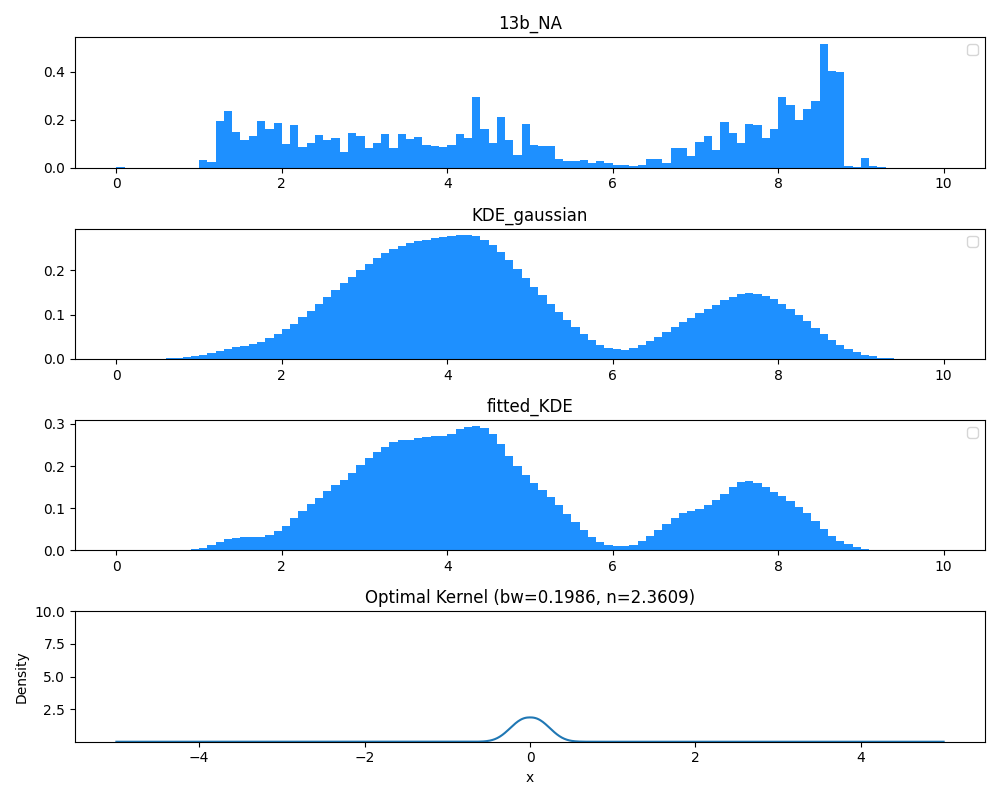 13b_NA
0.4
0.2
0.0
0 2 4 6 8 10
KDE_gaussian
0.2
0.1
0.0
0 2 4 6 8 10
fitted_KDE
0.3
0.2
0.1
0.0
0 2 4 6 8 10
Optimal Kernel (bw=0.1986, n=2.3609)
10.0
7.5
5.0
2.5
Density
−4 −2 0 2 4
x